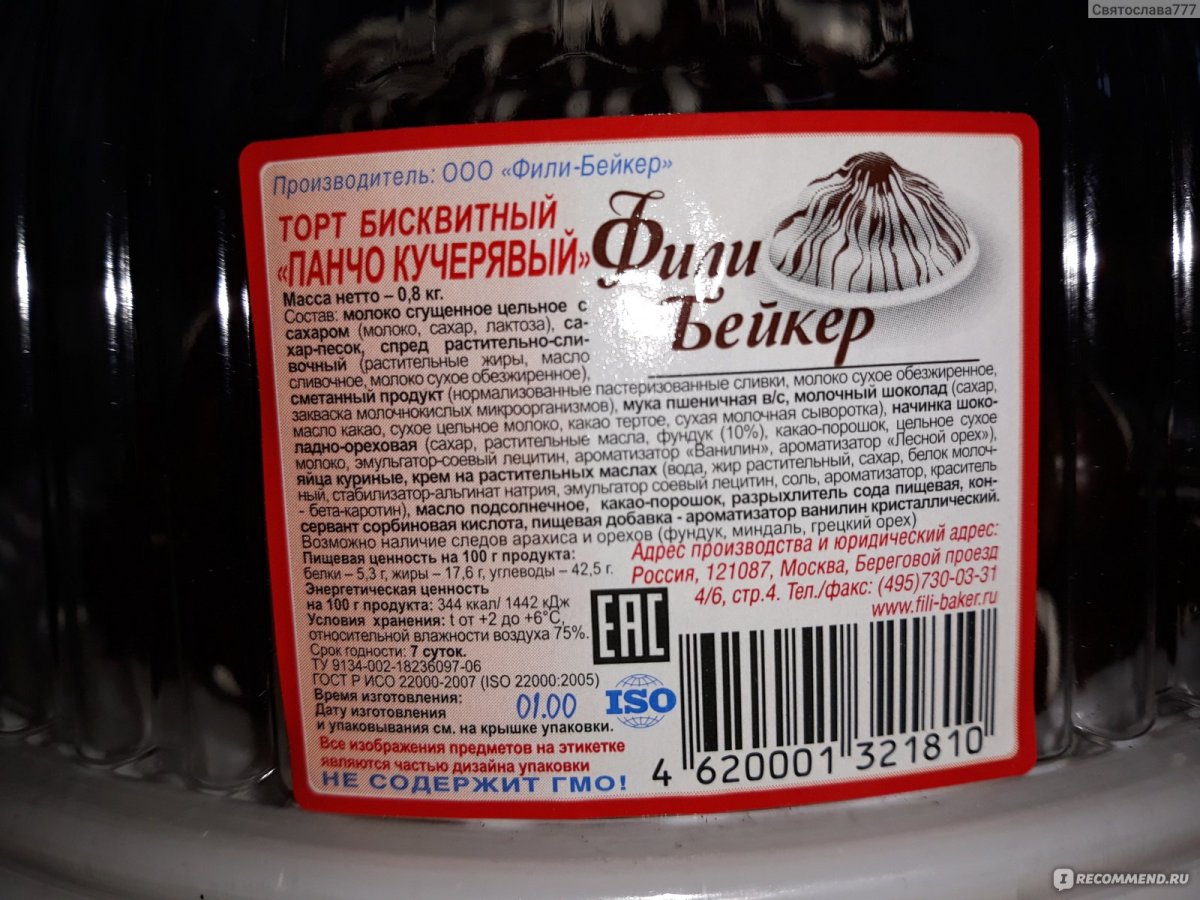 Святослава777
Производитель: ООО «Фили-Бейкер»
ТОРТ БИСКВИТНЫЙ
«ПАНЧО КУЧЕРЯВЫЙ»
Фили
Бейкер
Масса нетто – 0,8 кг.
Состав: молоко сгущенное цельное с
сахаром (молоко, сахар, лактоза), са-
хар-песок, спред растительно-сли-
вочный (растительные жиры, масло
сливочное, молоко сухое обезжиренное),
сметанный продукт (нормализованные пастеризованные сливки, молоко сухое обезжиренное,
закваска молочнокислых микроорганизмов), мука пшеничная в/с, молочный шоколад (сахар,
масло какао, сухое цельное молоко, какао тертое, сухая молочная сыворотка), начинка шоко-
ладно-ореховая (сахар, растительные масла, фундук (10%), какао-порошок, цельное сухое
молоко, эмульгатор-соевый лецитин, ароматизатор «Ванилин», ароматизатор «Лесной орех»),
яйца куриные, крем на растительных маслах (вода, жир растительный, сахар, белок молоч-
ный, стабилизатор-альгинат натрия, эмульгатор соевый лецитин, соль, ароматизатор, краситель
- бета-каротин), масло подсолнечное, какао-порошок, разрыхлитель сода пищевая, кон-
сервант сорбиновая кислота, пищевая добавка - ароматизатор ванилин кристаллический.
Возможно наличие следов арахиса и орехов (фундук, миндаль, грецкий орех)
Пищевая ценность на 100 г продукта:
белки – 5,3 г, жиры – 17,6 г, углеводы – 42,5 г.
Энергетическая ценность
на 100 г продукта: 344 ккал/ 1442 кДж
Условия хранения: t от +2 до +6°С,
относительной влажности воздуха 75%.
Срок годности: 7 суток.
ТУ 9134-002-18236097-06
ГОСТ Р ИСО 22000-2007 (ISO 22000:2005)
Время изготовления: 01.00
Дату изготовления
и упаковывания см. на крышке упаковки.
Все изображения предметов на этикетке
являются частью дизайна упаковки
НЕ СОДЕРЖИТ ГМО!
Адрес производства и юридический адрес:
Россия, 121087, Москва, Береговой проезд
4/6, стр.4. Тел./факс: (495)730-03-31
www.fili-baker.ru
ЕАС
ISO
4 620001 321810
IRECOMMEND.RU